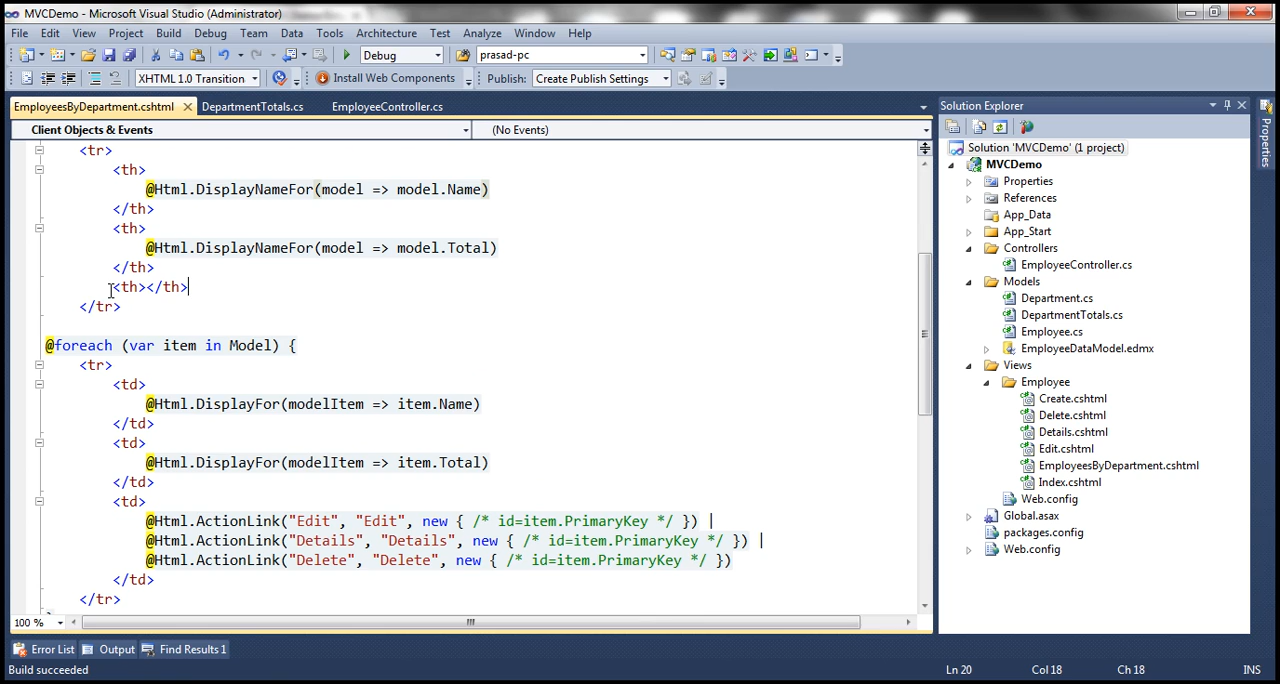 MVCDemo - Microsoft Visual Studio (Administrator)
File Edit View Project Build Debug Team Data Tools Architecture Test Analyze Window Help
Debug prasad-pc
XHTML 1.0 Transition Install Web Components Publish: Create Publish Settings
EmployeesByDepartment.cshtml DepartmentTotals.cs EmployeeController.cs
Client Objects & Events (No Events)
<tr>
<th>
@Html.DisplayNameFor(model => model.Name)
</th>
<th>
@Html.DisplayNameFor(model => model.Total)
</th>
<th></th>
</tr>
@foreach (var item in Model) {
<tr>
<td>
@Html.DisplayFor(modelItem => item.Name)
</td>
<td>
@Html.DisplayFor(modelItem => item.Total)
</td>
<td>
@Html.ActionLink("Edit", "Edit", new { /* id=item.PrimaryKey */ }) |
@Html.ActionLink("Details", "Details", new { /* id=item.PrimaryKey */ }) |
@Html.ActionLink("Delete", "Delete", new { /* id=item.PrimaryKey */ })
</td>
</tr>
100 %
Solution Explorer
Solution 'MVCDemo' (1 project)
MVCDemo
Properties
References
App_Data
App_Start
Controllers
EmployeeController.cs
Models
Department.cs
DepartmentTotals.cs
Employee.cs
EmployeeDataModel.edmx
Views
Employee
Create.cshtml
Delete.cshtml
Details.cshtml
Edit.cshtml
EmployeesByDepartment.cshtml
Index.cshtml
Web.config
Global.asax
packages.config
Web.config
Properties
Error List Output Find Results 1
Build succeeded Ln 20 Col 18 Ch 18 INS